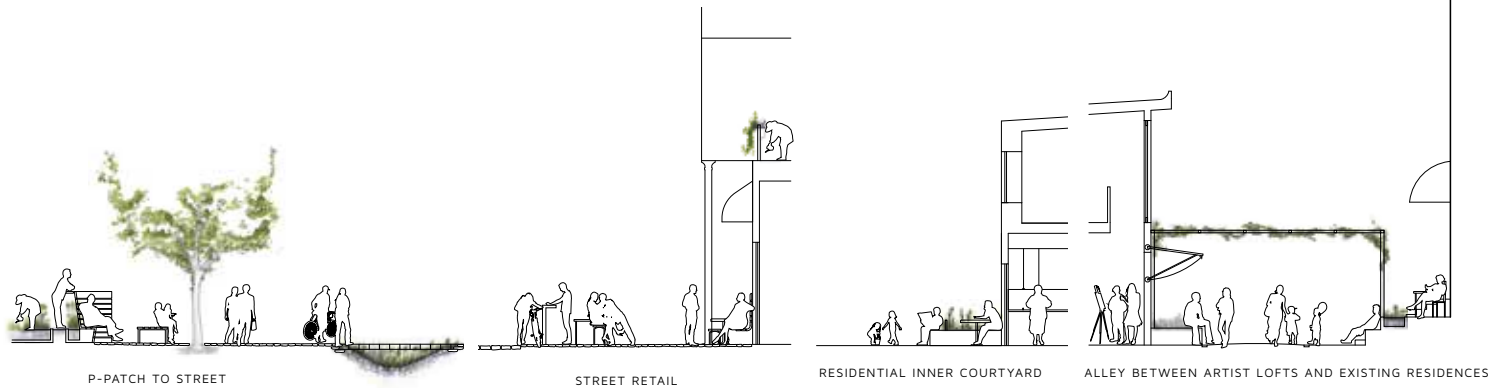 P-PATCH TO STREET
STREET RETAIL
RESIDENTIAL INNER COURTYARD
ALLEY BETWEEN ARTIST LOFTS AND EXISTING RESIDENCES